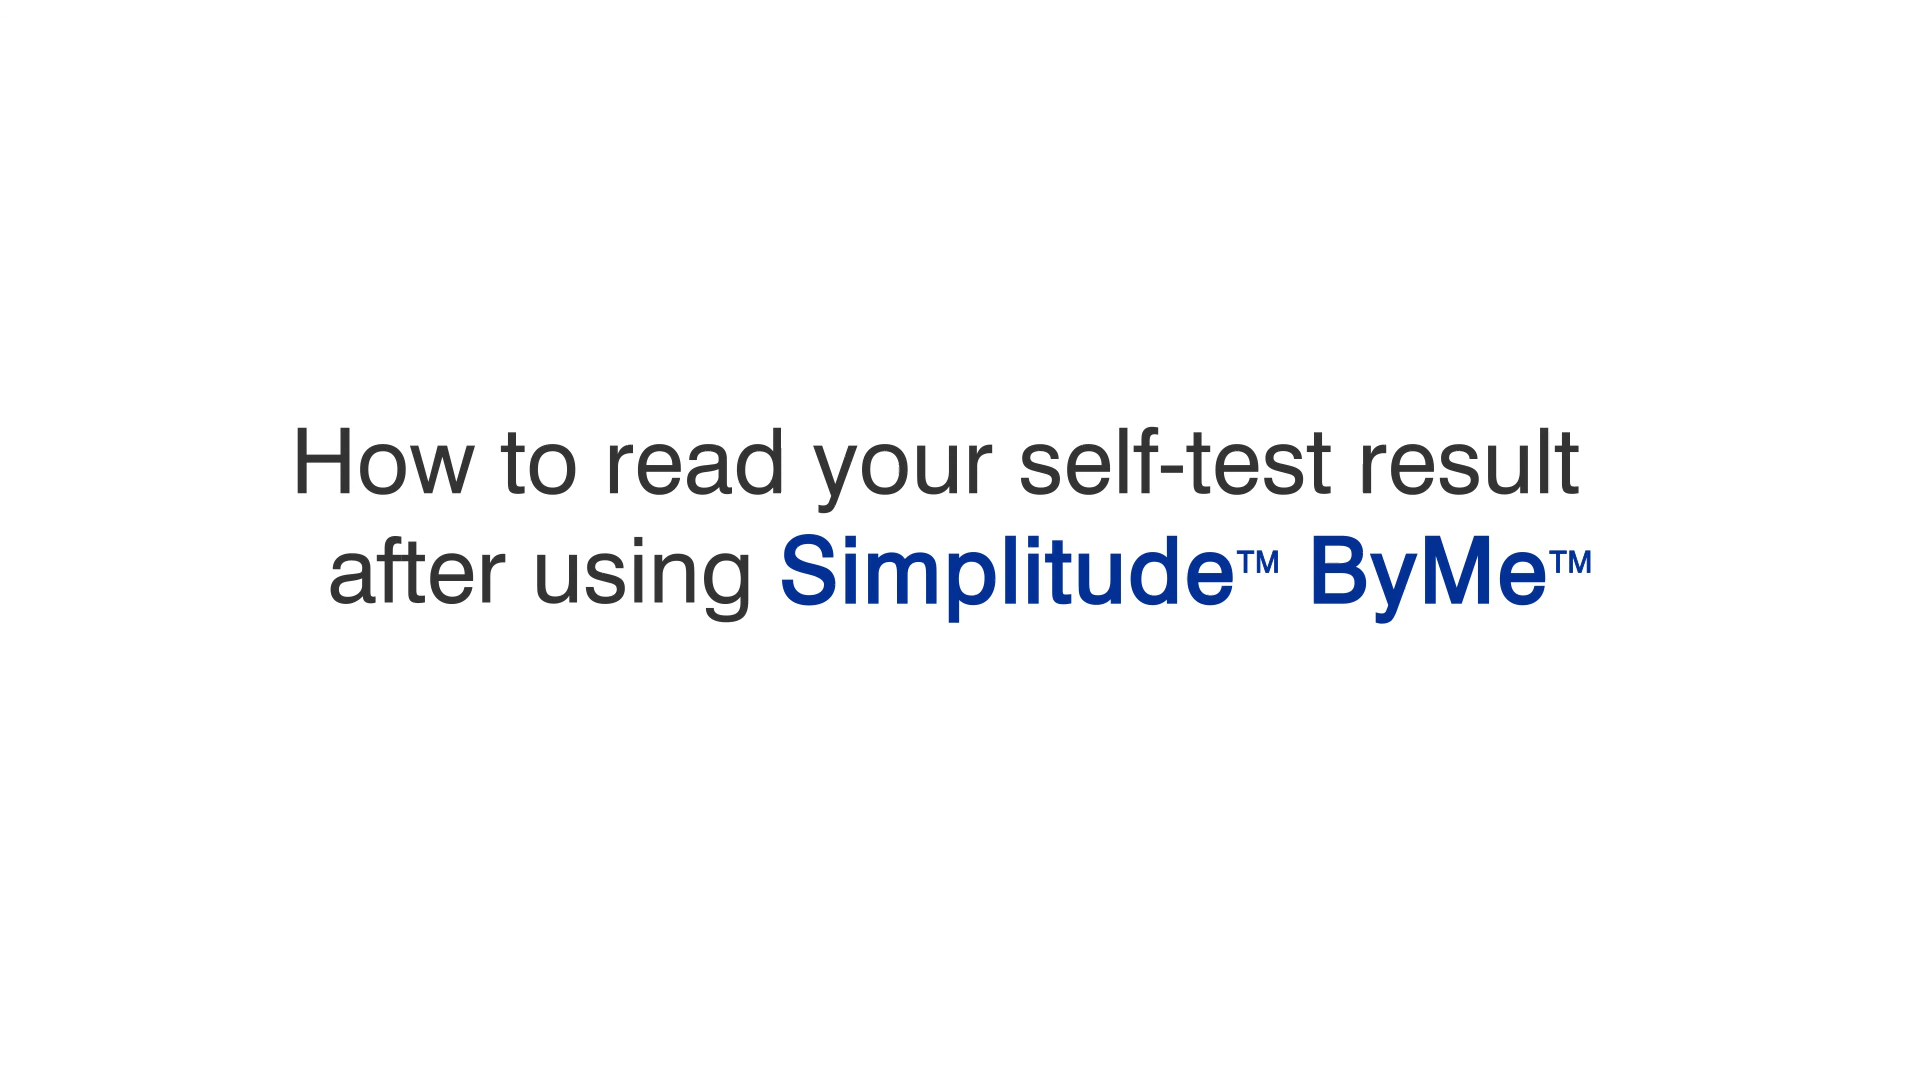 How to read your self-test result
after using Simplitude™ ByMe™